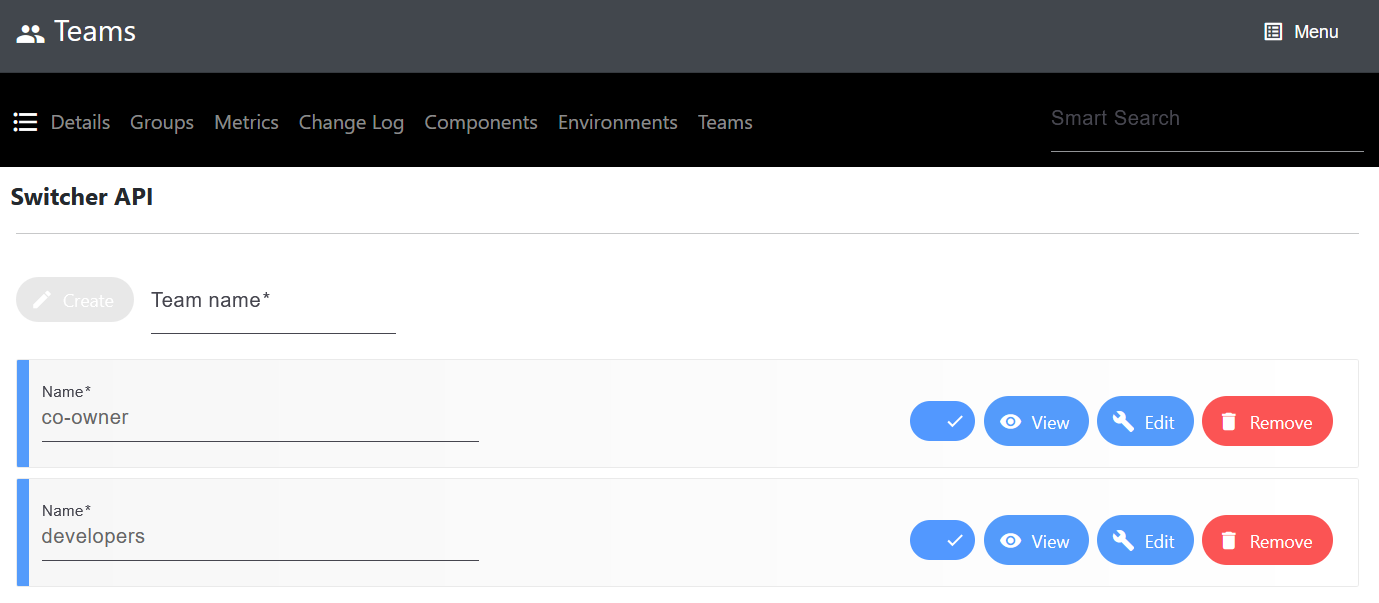 Teams
Menu
Details Groups Metrics Change Log Components Environments Teams
Smart Search
Switcher API
Create
Team name*
Name*
co-owner
View Edit Remove
Name*
developers
View Edit Remove